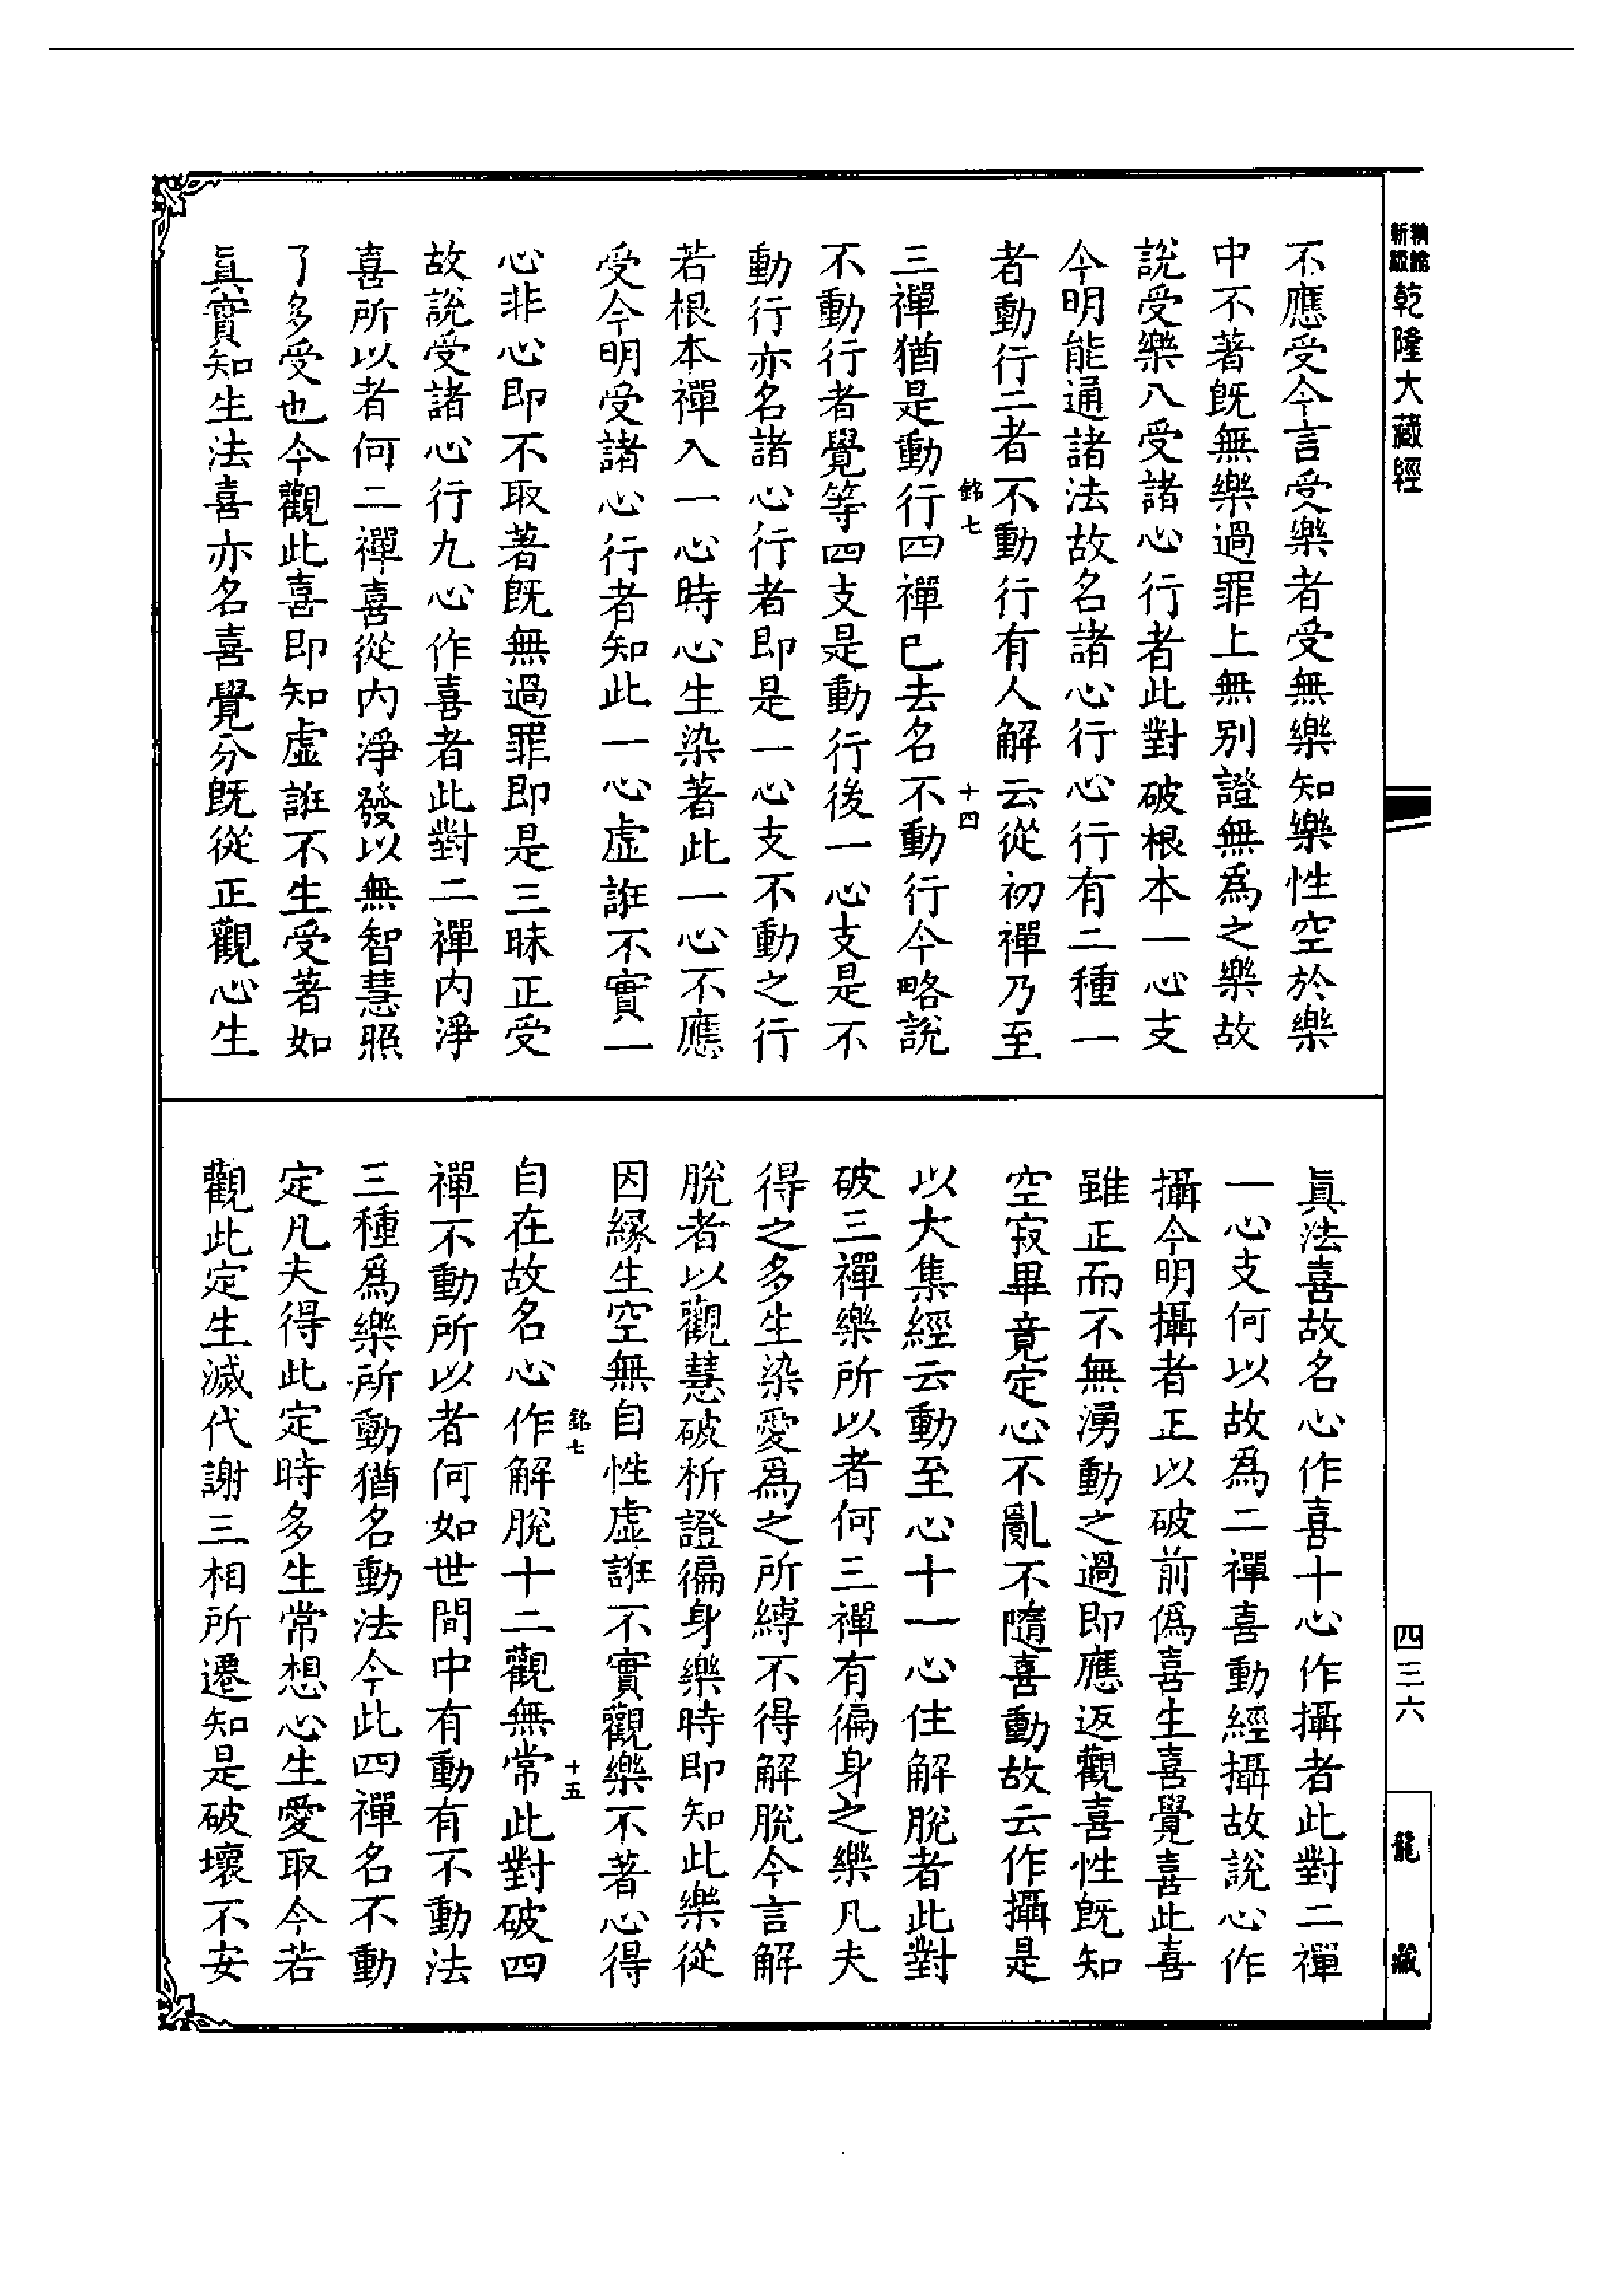 新纂縮版乾隆大藏經
不應受今言受樂者受無樂知樂性空於樂
中不著旣無樂過罪上無別證無爲之樂故
說受樂八受諸心行者此對破根本一心支
今明能通諸法故名諸心行心行有二種一
者動行二者不動行有人解云從初禪乃至
銘七
十四
三禪猶是動行四禪已去名不動行今略說
不動行者覺等四支是動行後一心支是不
動行亦名諸心行者即是一心支不動之行
若根本禪入一心時心生染著此一心不應
受今明受諸心行者知此一心虛誑不實一
心非心即不取著旣無過罪即是三昧正受
故說受諸心行九心作喜者此對二禪內淨
喜所以者何二禪喜從內淨發以無智慧照
了多受也今觀此喜即知虛誑不生受著如
眞實知生法喜亦名喜覺分旣從正觀心生
眞法喜故名心作喜十心作攝者此對二禪
一心支何以故爲二禪喜動經攝故說心作
攝今明攝者正以破前僞喜生喜覺喜此喜
雖正而不無湧動之過即應返觀喜性旣知
空寂畢竟定心不亂不隨喜動故云作攝是
以大集經云動至心十一心住解脫者此對
破三禪樂所以者何三禪有徧身之樂凡夫
得之多生染愛爲之所縛不得解脫今言解
脫者以觀慧破析證徧身樂時即知此樂從
因緣生空無自性虛誑不實觀樂不著心得
銘七
十五
自在故名心作解脫十二觀無常此對破四
禪不動所以者何如世間中有動有不動法
三種爲樂所動猶名動法今此四禪名不動
定凡夫得此定時多生常想心生愛取今若
觀此定生滅代謝三相所遷知是破壞不安
四三六
龍藏